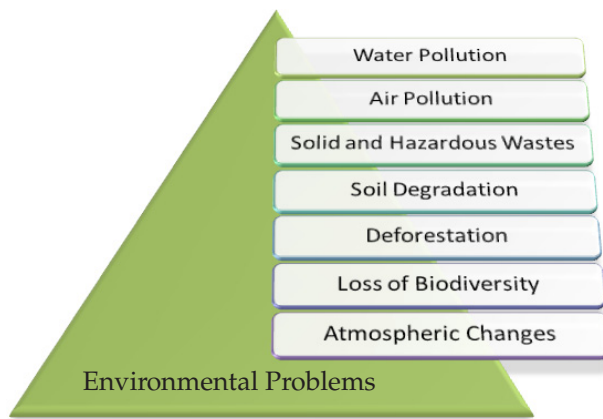 Water Pollution
Air Pollution
Solid and Hazardous Wastes
Soil Degradation
Deforestation
Loss of Biodiversity
Atmospheric Changes
Environmental Problems